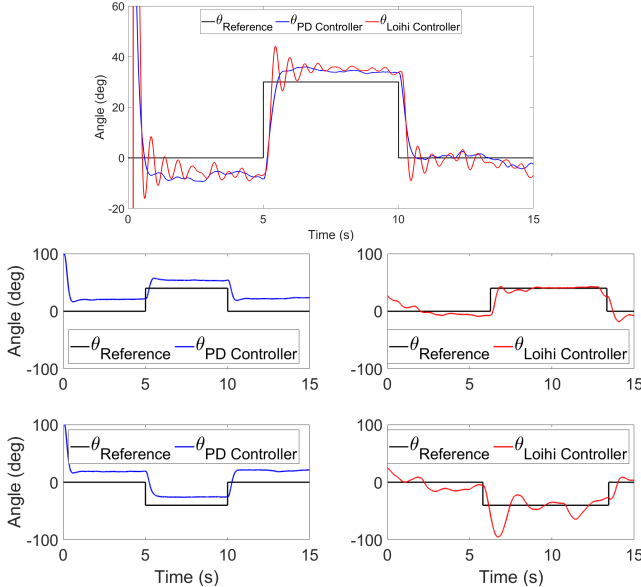 60
θReference θPD Controller θLoihi Controller
40
20
0
-20
Angle (deg)
0 5 10 15
Time (s)
100
0
-100
Angle (deg)
θReference θPD Controller
0 5 10 15
θReference θLoihi Controller
100
0
-100
0 5 10 15
100
0
-100
Angle (deg)
θReference θPD Controller
0 5 10 15
Time (s)
100
0
-100
θReference θLoihi Controller
0 5 10 15
Time (s)